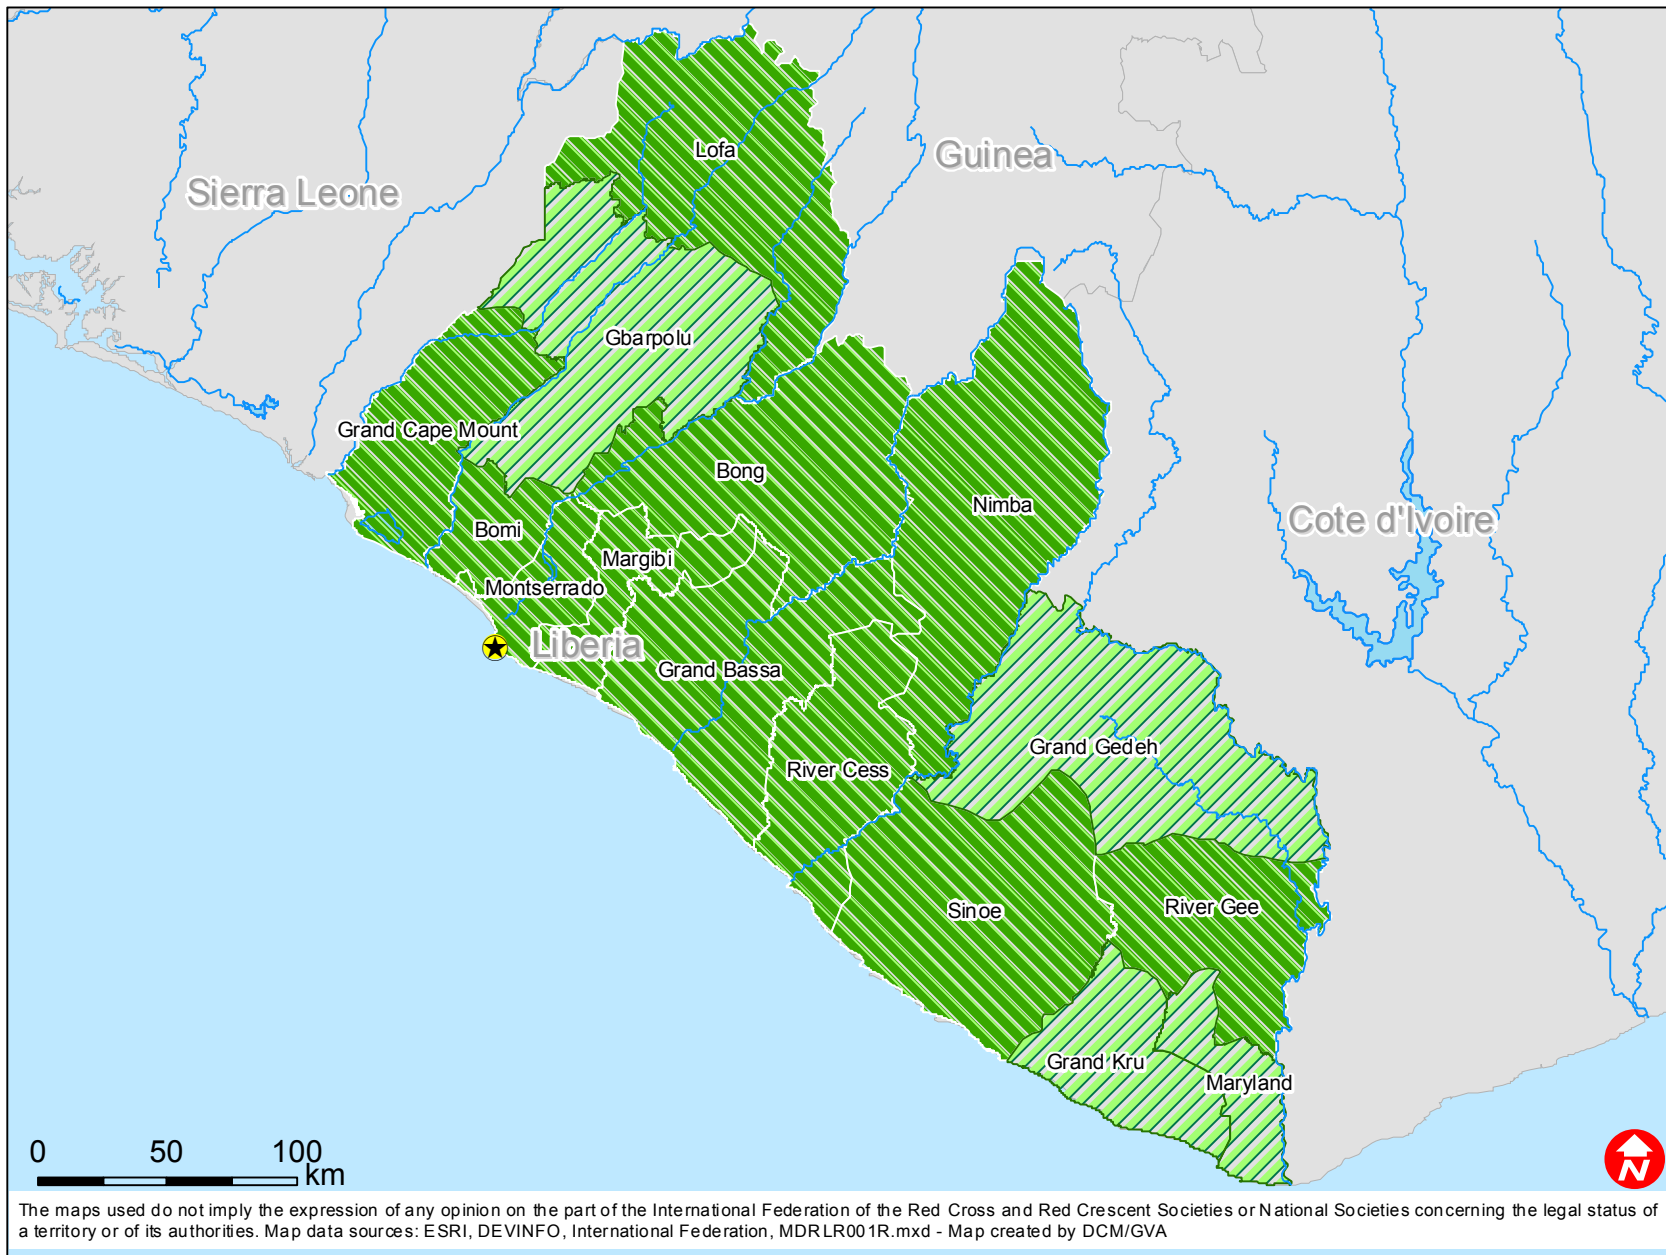 Lofa
Guinea
Sierra Leone
Gbarpolu
Grand Cape Mount
Bong
Nimba
Cote d'Ivoire
Bomi
Margibi
Montserrado
Liberia
Grand Bassa
Grand Gedeh
River Cess
River Gee
Sinoe
Grand Kru
Maryland
0 50 100
km
N
The maps used do not imply the expression of any opinion on the part of the International Federation of the Red Cross and Red Crescent Societies or National Societies concerning the legal status of
a territory or of its authorities. Map data sources: ESRI, DEVINFO, International Federation, MDRLR001R.mxd - Map created by DCM/GVA